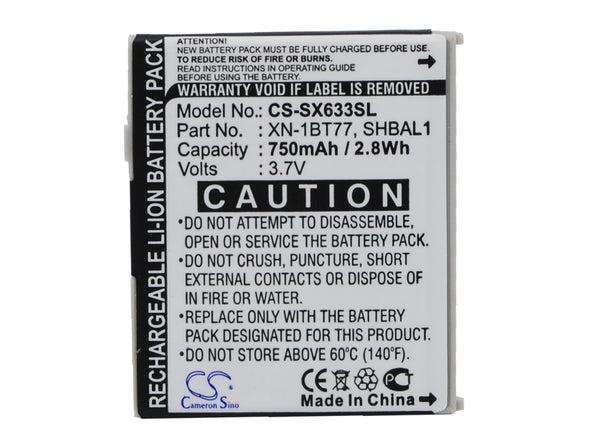 RECHARGEABLE LI-ION BATTERY PACK
ATTENTION:
NEW BATTERY PACK MUST BE FULLY CHARGED BEFORE USE.
TO REDUCE RISK OF FIRE OR BURNS.
READ INSTRUCTIONS IN OPERATING GUIDE.
WARRANTY VOID IF LABEL IS REMOVED
Model No.: CS-SX633SL
Part No.: XN-1BT77, SHBAL1
Capacity : 750mAh / 2.8Wh
Volts : 3.7V
CAUTION
*DO NOT ATTEMPT TO DISASSEMBLE,
OPEN OR SERVICE THE BATTERY PACK.
*DO NOT CRUSH, PUNCTURE, SHORT
EXTERNAL CONTACTS OR DISPOSE OF
IN FIRE OR WATER.
*REPLACE ONLY WITH THE BATTERY
PACK DESIGNATED FOR THIS PRODUCT.
*DO NOT STORE ABOVE 60°C (140°F).
CS
Cameron Sino
CE
Made in China